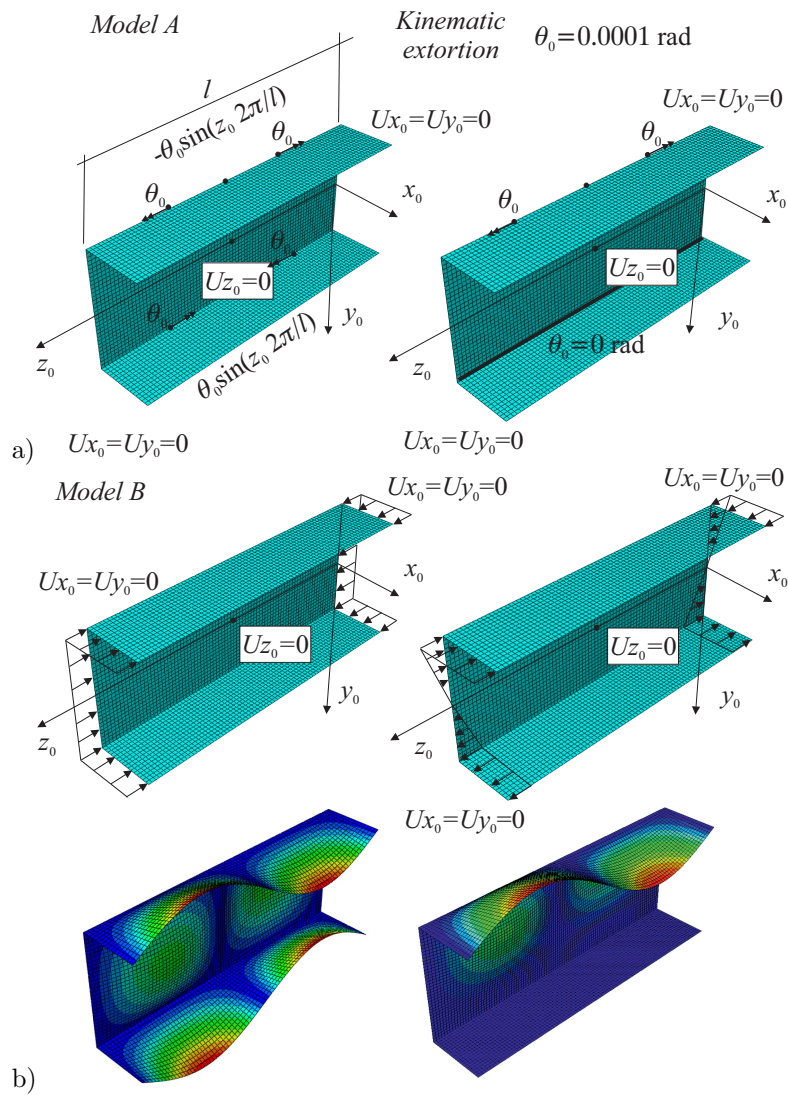 Model A
Kinematic
extortion
θ₀=0.0001 rad
l
-θ₀sin(z₀ 2π/l)
Ux₀=Uy₀=0
Ux₀=Uy₀=0
θ₀
θ₀
θ₀
θ₀
x₀
x₀
θ₀
Uz₀=0
Uz₀=0
θ₀
y₀
y₀
θ₀=0 rad
z₀
z₀
θ₀sin(z₀ 2π/l)
a)
Ux₀=Uy₀=0
Ux₀=Uy₀=0
Model B
Ux₀=Uy₀=0
Ux₀=Uy₀=0
Ux₀=Uy₀=0
x₀
x₀
Uz₀=0
Uz₀=0
y₀
y₀
z₀
z₀
Ux₀=Uy₀=0
b)